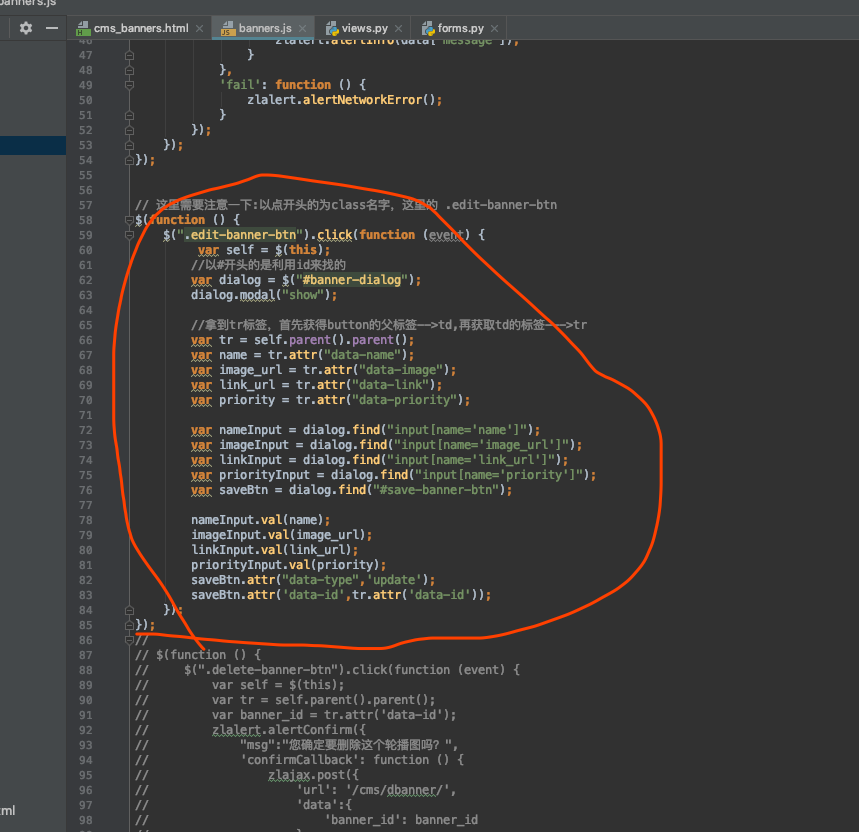 banners.js
cms_banners.html banners.js views.py forms.py
46 zlalert.alertInfo(data['message']);
47 }
48 },
49 'fail': function () {
50 zlalert.alertNetworkError();
51 }
52 });
53 });
54 });
55
56
57 // 这里需要注意一下:以点开头的为class名字, 这里的 .edit-banner-btn
58 $(function () {
59 $(".edit-banner-btn").click(function (event) {
60 var self = $(this);
61 //以#开头的是利用id来找的
62 var dialog = $("#banner-dialog");
63 dialog.modal("show");
64
65 //拿到tr标签, 首先获得button的父标签-->td,再获取td的标签--->tr
66 var tr = self.parent().parent();
67 var name = tr.attr("data-name");
68 var image_url = tr.attr("data-image");
69 var link_url = tr.attr("data-link");
70 var priority = tr.attr("data-priority");
71
72 var nameInput = dialog.find("input[name='name']");
73 var imageInput = dialog.find("input[name='image_url']");
74 var linkInput = dialog.find("input[name='link_url']");
75 var priorityInput = dialog.find("input[name='priority']");
76 var saveBtn = dialog.find("#save-banner-btn");
77
78 nameInput.val(name);
79 imageInput.val(image_url);
80 linkInput.val(link_url);
81 priorityInput.val(priority);
82 saveBtn.attr("data-type",'update');
83 saveBtn.attr('data-id',tr.attr('data-id'));
84 });
85 });
86 //
87 // $(function () {
88 // $(".delete-banner-btn").click(function (event) {
89 // var self = $(this);
90 // var tr = self.parent().parent();
91 // var banner_id = tr.attr('data-id');
92 // zlalert.alertConfirm({
93 // "msg":"您确定要删除这个轮播图吗? ",
94 // 'confirmCallback': function () {
95 // zlajax.post({
96 // 'url': '/cms/dbanner/',
97 // 'data':{
98 // 'banner_id': banner_id
ml